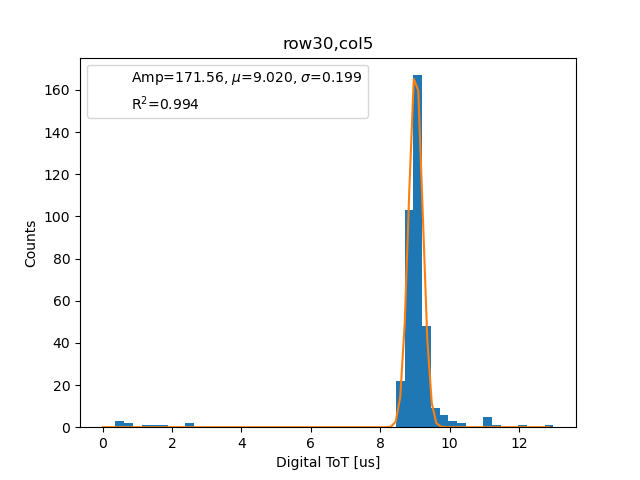 row30,col5
Amp=171.56, μ=9.020, σ=0.199
R²=0.994
Counts
160
140
120
100
80
60
40
20
0
0 2 4 6 8 10 12
Digital ToT [us]